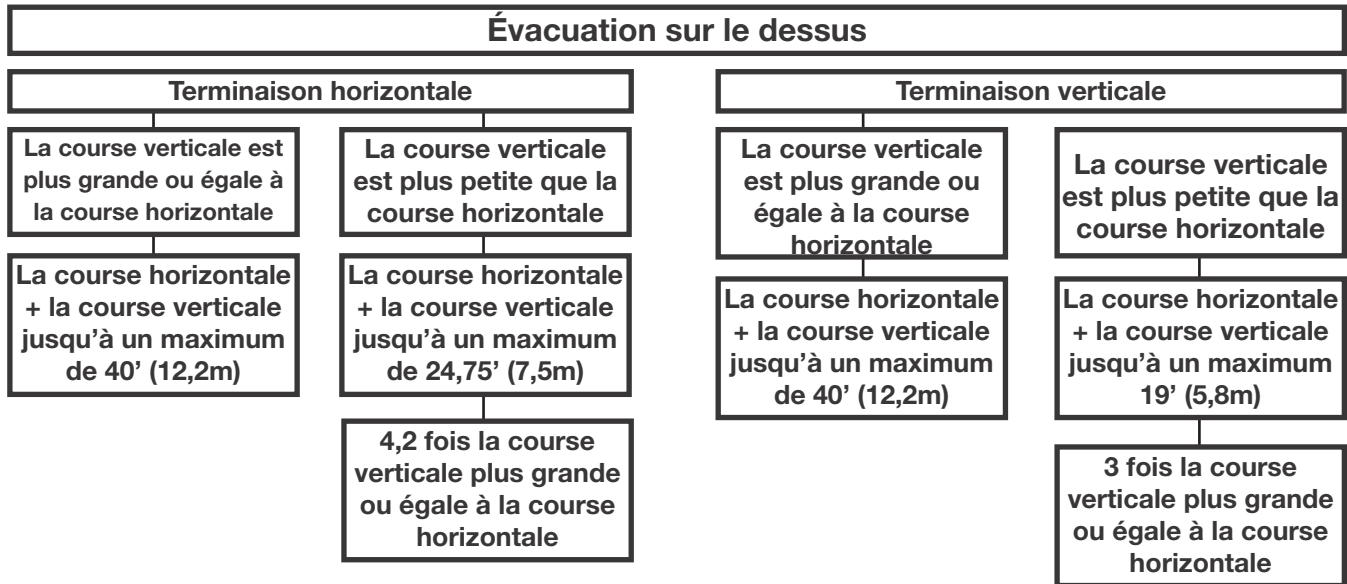 Évacuation sur le dessus
Terminaison horizontale
La course verticale est
plus grande ou égale à
la course horizontale
La course horizontale
+ la course verticale
jusqu'à un maximum
de 40' (12,2m)
La course verticale
est plus petite que la
course horizontale
La course horizontale
+ la course verticale
jusqu'à un maximum
de 24,75' (7,5m)
4,2 fois la course
verticale plus grande
ou égale à la course
horizontale
Terminaison verticale
La course verticale
est plus grande ou
égale à la course
horizontale
La course horizontale
+ la course verticale
jusqu'à un maximum
de 40' (12,2m)
La course verticale
est plus petite que la
course horizontale
La course horizontale
+ la course verticale
jusqu'à un maximum
19' (5,8m)
3 fois la course
verticale plus grande
ou égale à la course
horizontale